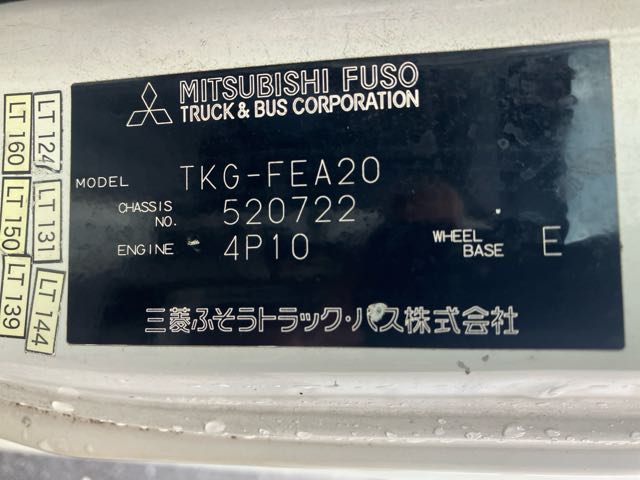 MITSUBISHI FUSO
TRUCK & BUS CORPORATION
MODEL TKG-FEA20
CHASSIS NO. 520722
ENGINE 4P10 WHEEL BASE E
三菱ふそうトラック・バス株式会社
LT 124
LT 160
LT 131
LT 150
LT 144
LT 139